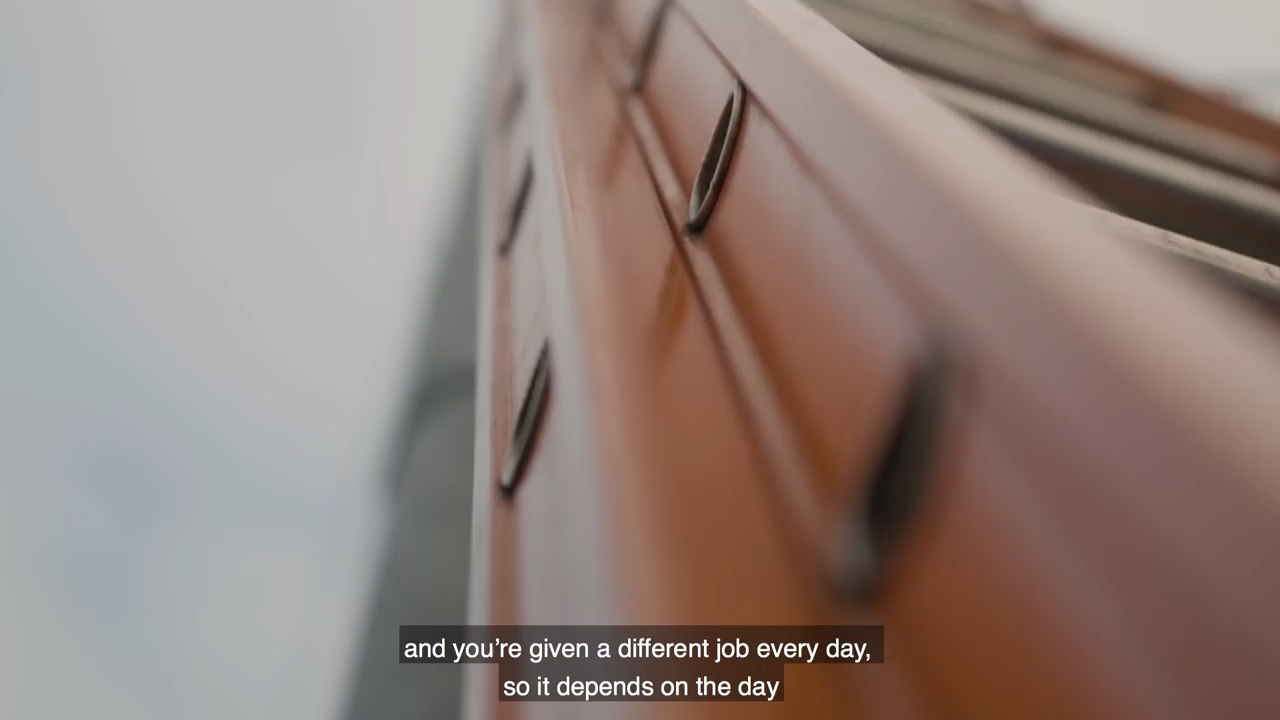 and you’re given a different job every day,
so it depends on the day